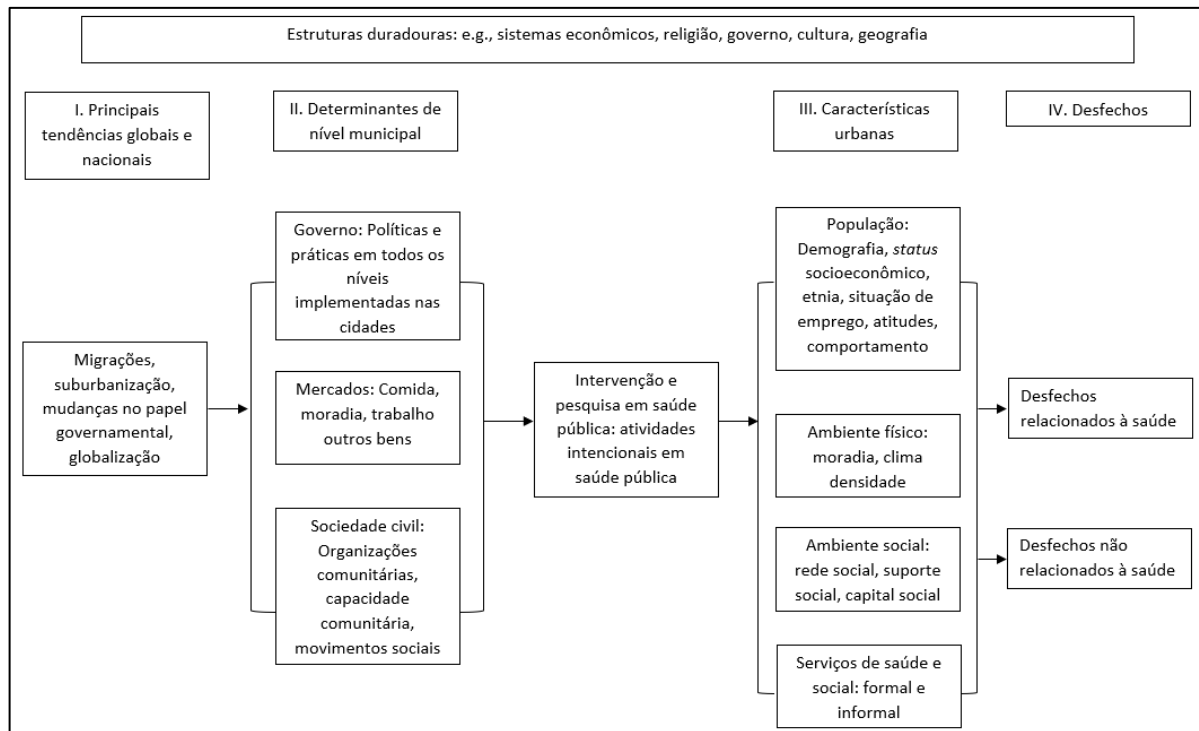 Estruturas duradouras: e.g., sistemas econômicos, religião, governo, cultura, geografia
I. Principais
tendências globais e
nacionais
II. Determinantes de
nível municipal
III. Características
urbanas
IV. Desfechos
Migrações,
suburbanização,
mudanças no papel
governamental,
globalização
Governo: Políticas e
práticas em todos os
níveis
implementadas nas
cidades
Mercados: Comida,
moradia, trabalho
outros bens
Sociedade civil:
Organizações
comunitárias,
capacidade
comunitária,
movimentos sociais
Intervenção e
pesquisa em saúde
pública: atividades
intencionais em
saúde pública
População:
Demografia, status
socioeconômico,
etnia, situação de
emprego, atitudes,
comportamento
Ambiente físico:
moradia, clima
densidade
Ambiente social:
rede social, suporte
social, capital social
Serviços de saúde e
social: formal e
informal
Desfechos
relacionados à saúde
Desfechos não
relacionados à saúde